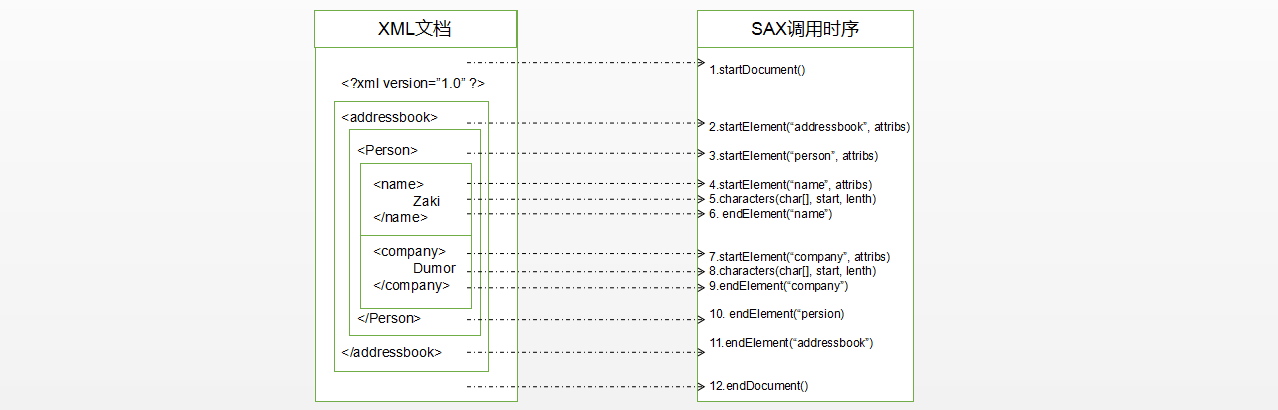 XML文档
<?xml version=”1.0” ?>
<addressbook>
<Person>
<name>
Zaki
</name>
<company>
Dumor
</company>
</Person>
</addressbook>
SAX调用时序
1.startDocument()
2.startElement(“addressbook”, attribs)
3.startElement(“person”, attribs)
4.startElement(“name”, attribs)
5.characters(char[], start, lenth)
6. endElement(“name”)
7.startElement(“company”, attribs)
8.characters(char[], start, lenth)
9.endElement(“company”)
10. endElement(“persion)
11.endElement(“addressbook”)
12.endDocument()